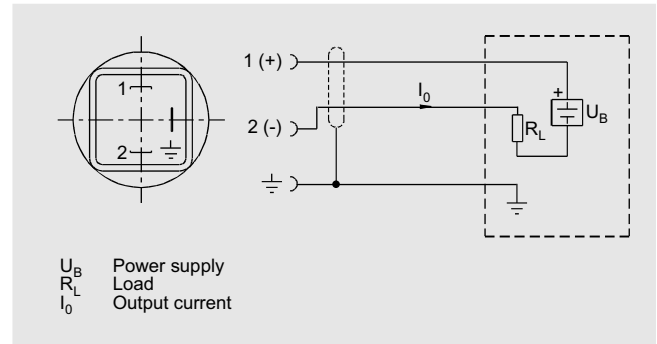 1
2
1 (+)
2 (-)
I0
+
UB
RL
UB Power supply
RL Load
I0 Output current